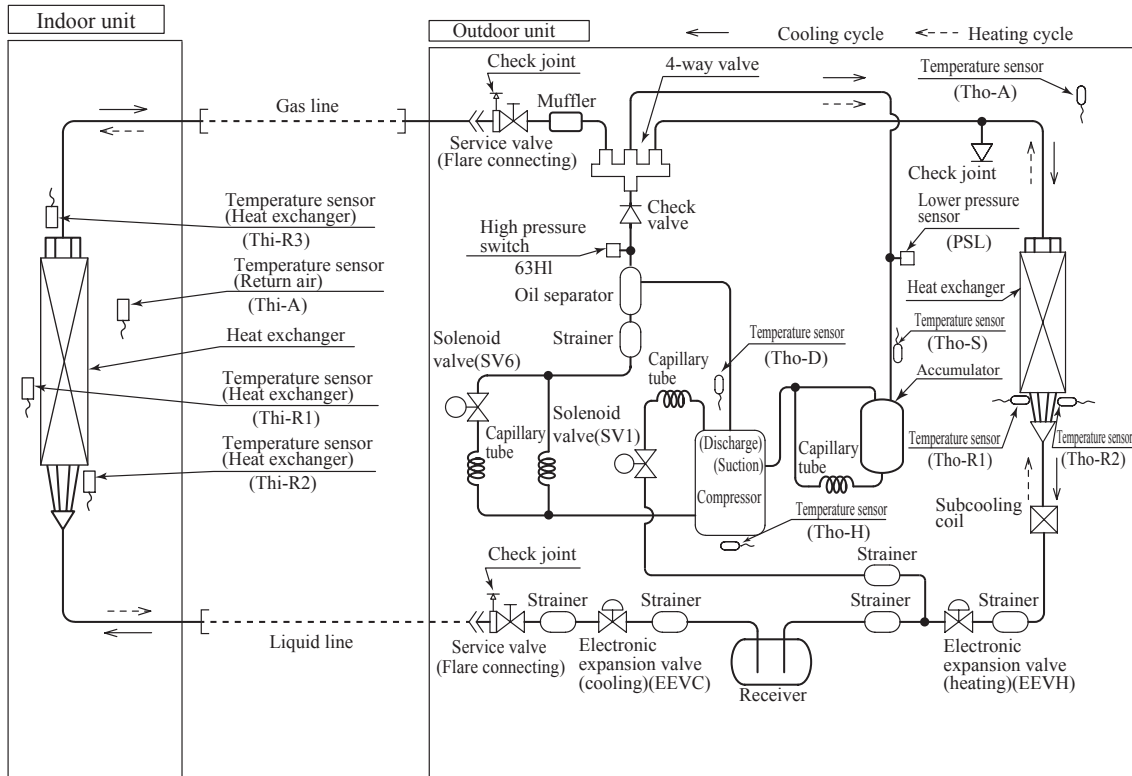 Indoor unit
Outdoor unit
Cooling cycle
Heating cycle
Check joint
4-way valve
Temperature sensor
(Tho-A)
Gas line
Muffler
Service valve
(Flare connecting)
Check joint
Check
valve
Lower pressure
sensor
(PSL)
High pressure
switch
63Hl
Temperature sensor
(Heat exchanger)
(Thi-R3)
Temperature sensor
(Return air)
(Thi-A)
Heat exchanger
Temperature sensor
(Heat exchanger)
(Thi-R1)
Temperature sensor
(Heat exchanger)
(Thi-R2)
Oil separator
Strainer
Heat exchanger
Temperature sensor
(Tho-D)
Temperature sensor
(Tho-S)
Accumulator
Solenoid
valve(SV6)
Capillary
tube
Solenoid
valve(SV1)
Capillary
tube
(Discharge)
(Suction)
Compressor
Capillary
tube
Temperature sensor
(Tho-R1)
Temperature sensor
(Tho-R2)
Temperature sensor
(Tho-H)
Subcooling
coil
Check joint
Strainer
Strainer
Strainer
Strainer
Strainer
Liquid line
Service valve
(Flare connecting)
Electronic
expansion valve
(cooling)(EEVC)
Receiver
Electronic
expansion valve
(heating)(EEVH)